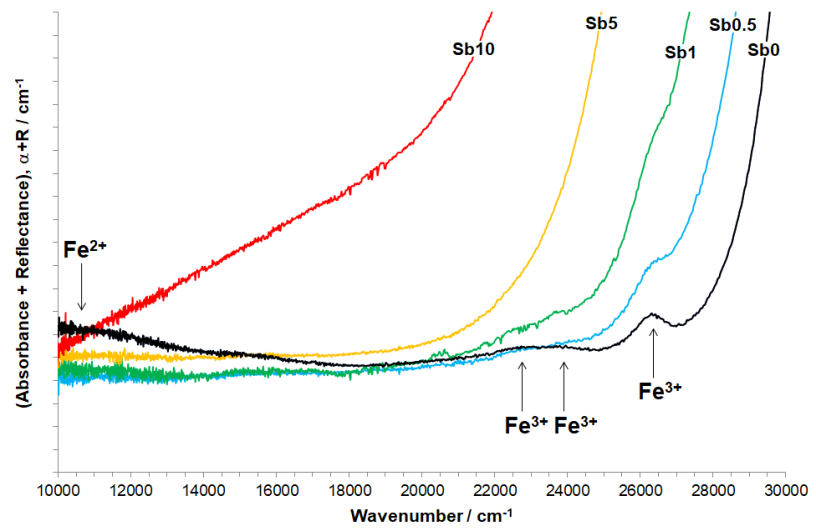 (Absorbance + Reflectance), α+R / cm⁻¹
Sb10
Sb5
Sb1
Sb0.5
Sb0
Fe²⁺
Fe³⁺ Fe³⁺
Fe³⁺
10000 12000 14000 16000 18000 20000 22000 24000 26000 28000 30000
Wavenumber / cm⁻¹